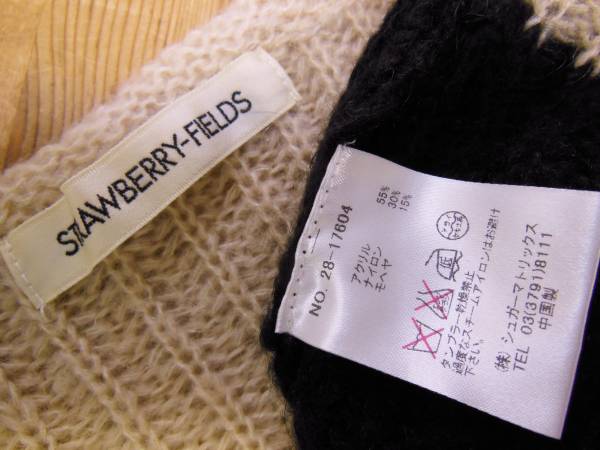 STRAWBERRY-FIELDS
NO. 28-17604
アクリル 55%
ナイロン 30%
モヘヤ 15%
タンブラー乾燥禁止
過度なスチームアイロンはお避け
下さい。
(株) シュガーマトリックス
TEL 03(3791)8111
中国製